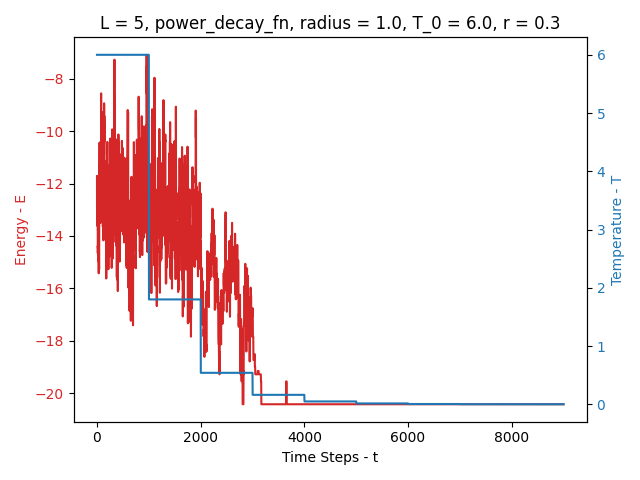 L = 5, power_decay_fn, radius = 1.0, T_0 = 6.0, r = 0.3
−8
−10
−12
−14
−16
−18
−20
Energy - E
6
5
4
3
2
1
0
Temperature - T
0 2000 4000 6000 8000
Time Steps - t